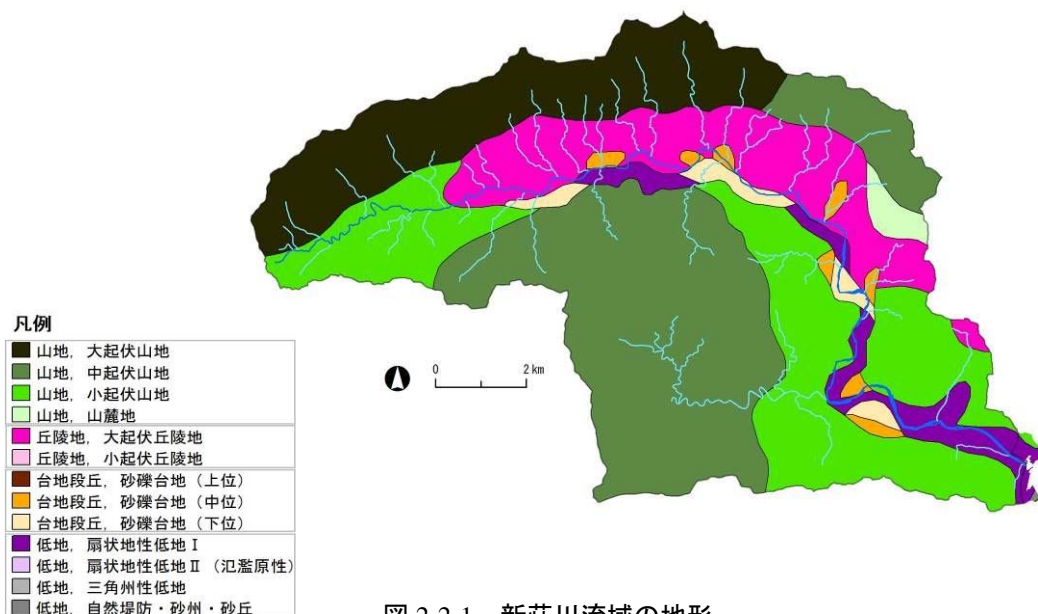 凡例
山地，大起伏山地
山地，中起伏山地
山地，小起伏山地
山地，山麓地
丘陵地，大起伏丘陵地
丘陵地，小起伏丘陵地
台地段丘，砂礫台地（上位）
台地段丘，砂礫台地（中位）
台地段丘，砂礫台地（下位）
低地，扇状地性低地Ⅰ
低地，扇状地性低地Ⅱ（氾濫原性）
低地，三角州性低地
低地，自然堤防・砂州・砂丘
0 2 km
図 2.2.1 新荘川流域の地形